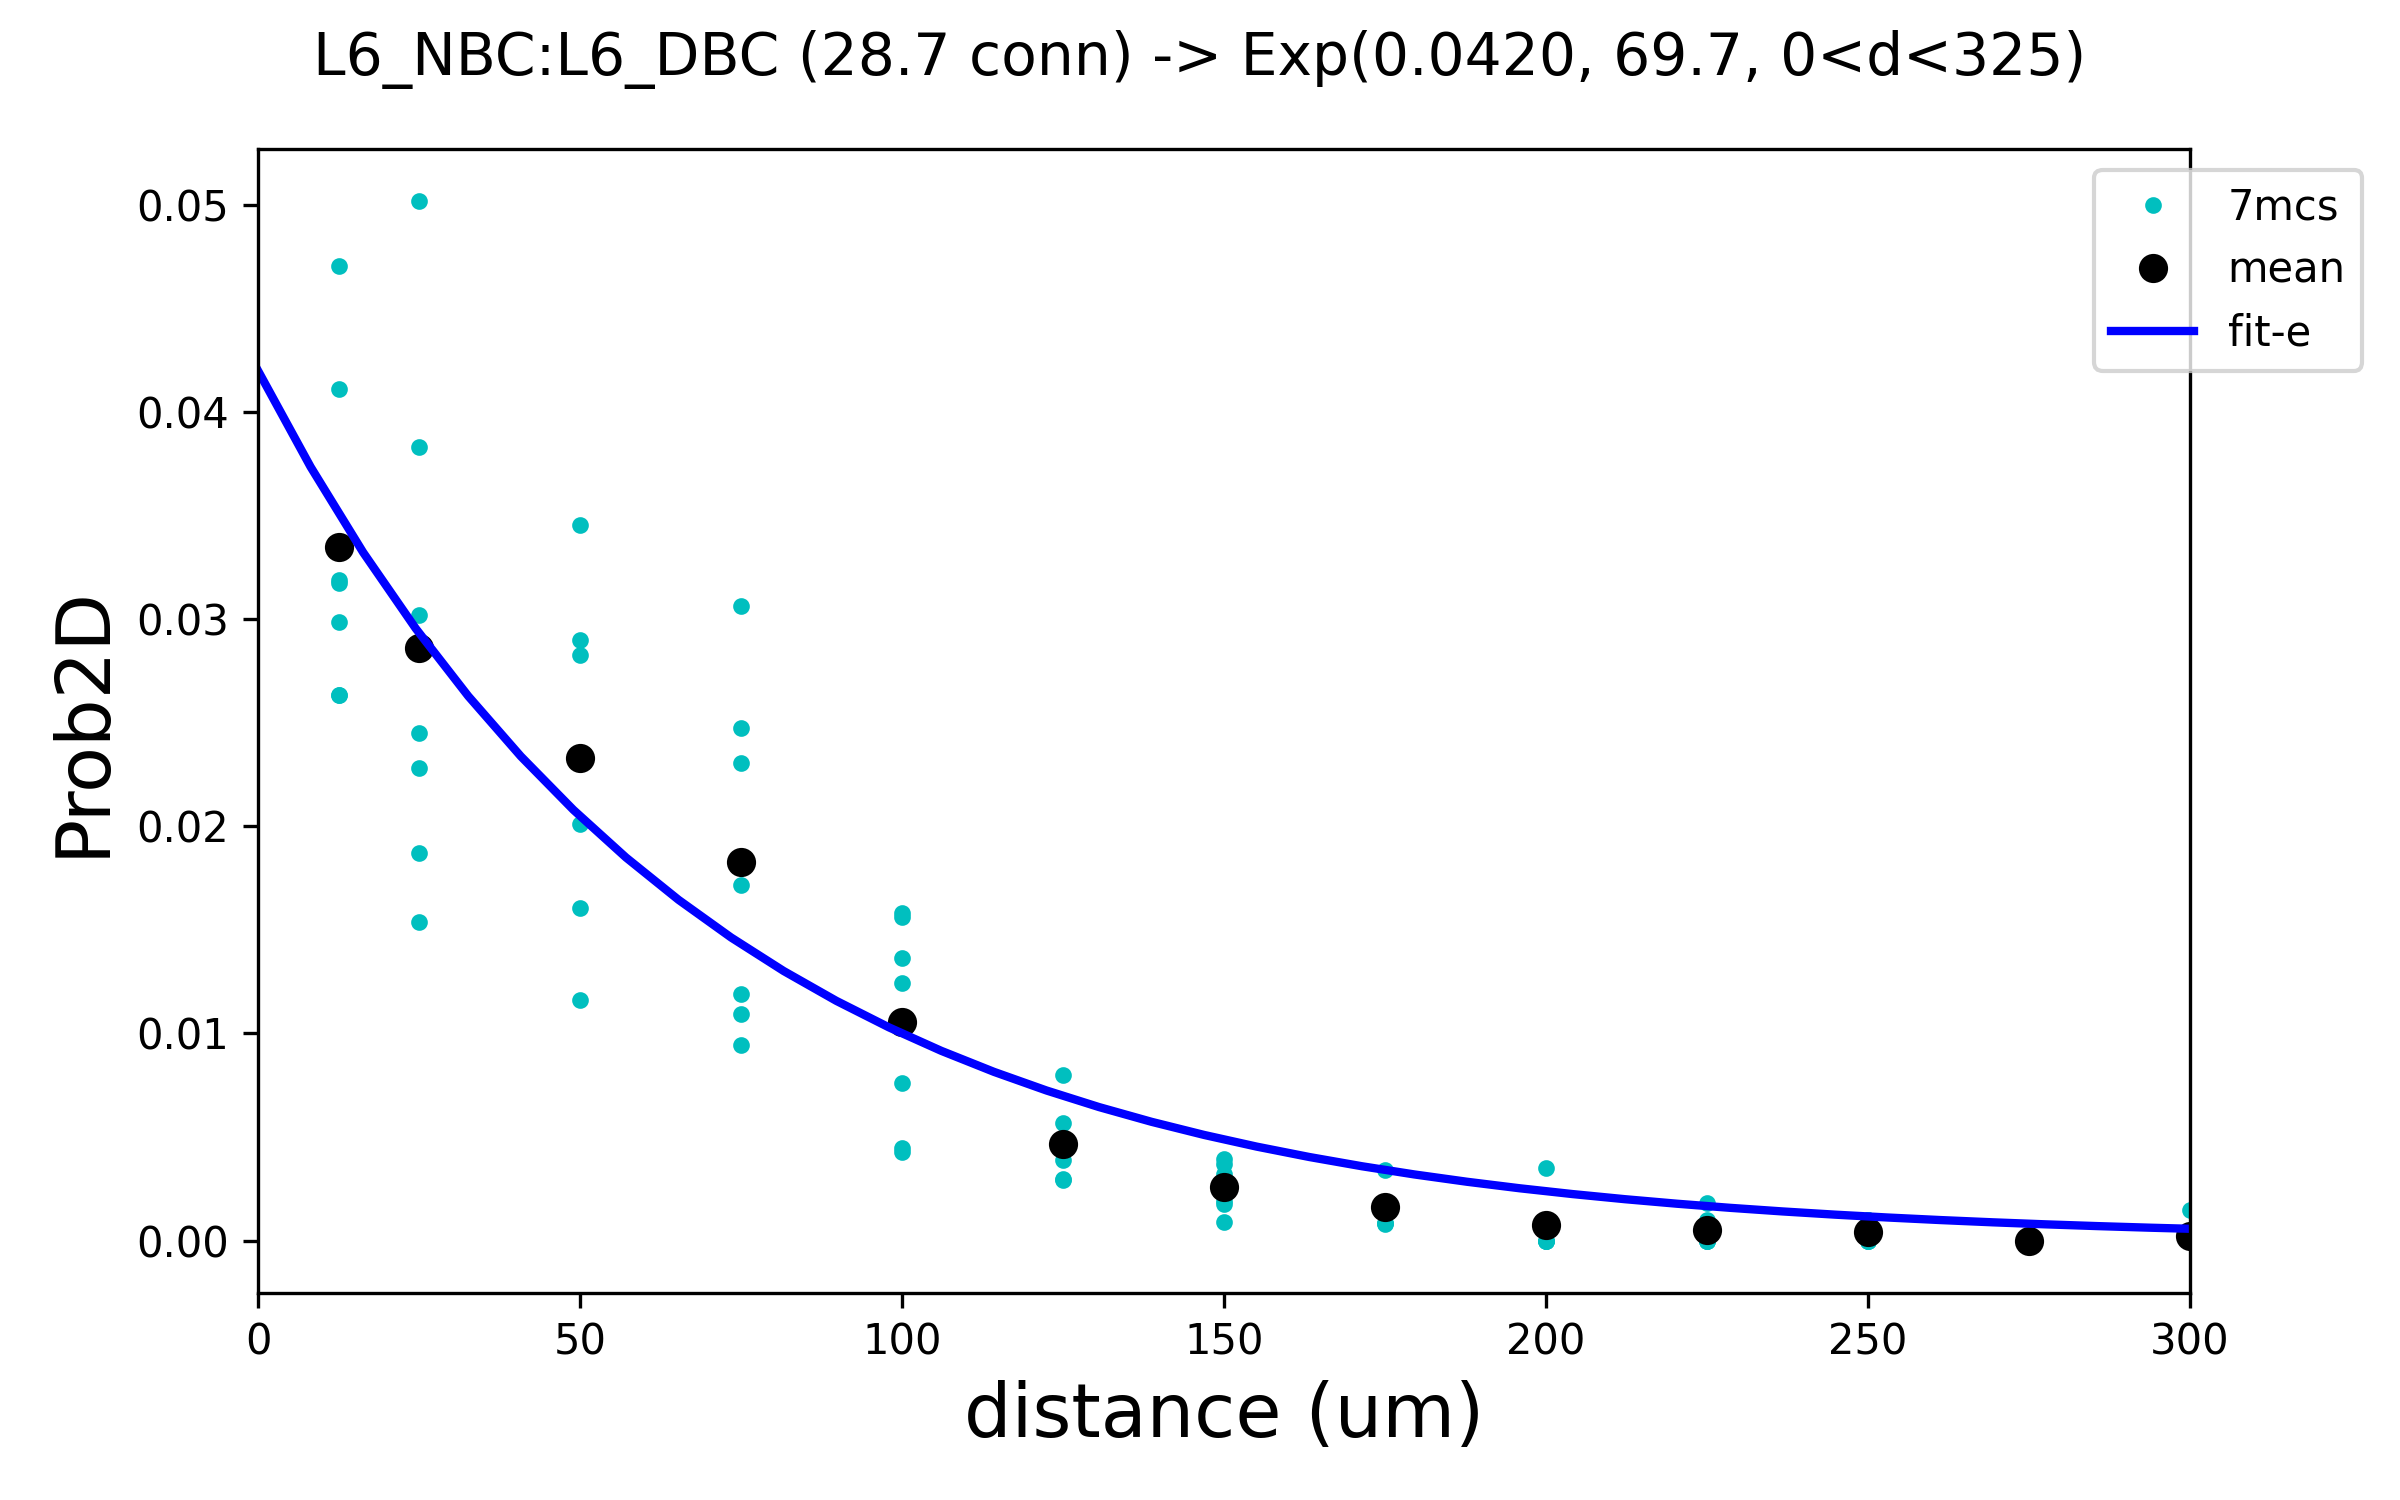 L6_NBC:L6_DBC (28.7 conn) -> Exp(0.0420, 69.7, 0<d<325)
7mcs
mean
fit-e
Prob2D
0.05
0.04
0.03
0.02
0.01
0.00
0 50 100 150 200 250 300
distance (um)